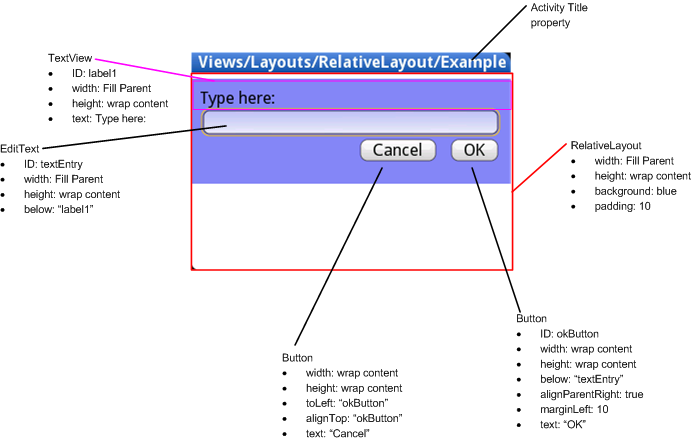 Activity Title
property
TextView
• ID: label1
• width: Fill Parent
• height: wrap content
• text: Type here:
Views/Layouts/RelativeLayout/Example
Type here:
Cancel
OK
EditText
• ID: textEntry
• width: Fill Parent
• height: wrap content
• below: “label1”
RelativeLayout
• width: Fill Parent
• height: wrap content
• background: blue
• padding: 10
Button
• width: wrap content
• height: wrap content
• toLeft: “okButton”
• alignTop: “okButton”
• text: “Cancel”
Button
• ID: okButton
• width: wrap content
• height: wrap content
• below: “textEntry”
• alignParentRight: true
• marginLeft: 10
• text: “OK”